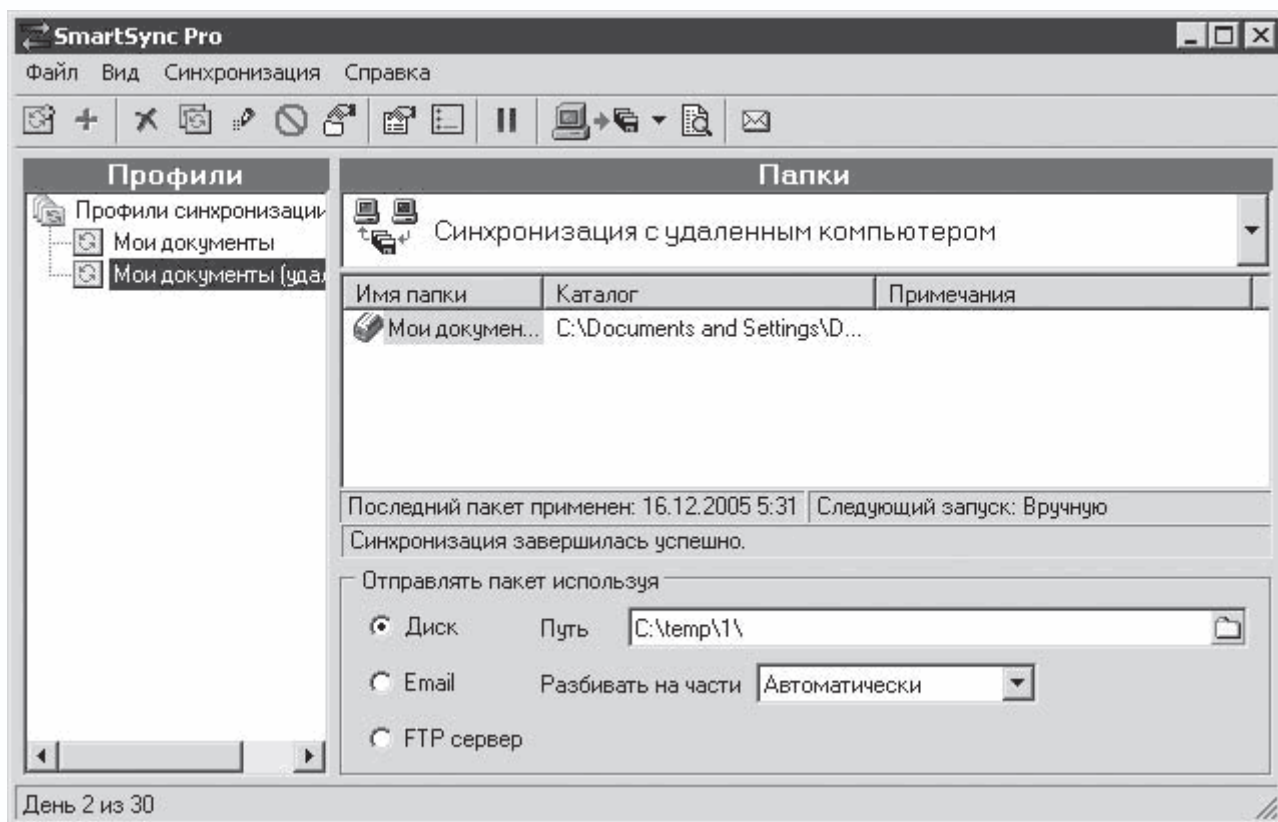 SmartSync Pro
Файл Вид Синхронизация Справка
Профили
Профили синхронизации
Мои документы
Мои документы (уда
Папки
Синхронизация с удаленным компьютером
Имя папки Каталог Примечания
Мои докумен... C:\Documents and Settings\D...
Последний пакет применен: 16.12.2005 5:31 Следующий запуск: Вручную
Синхронизация завершилась успешно.
Отправлять пакет используя
Диск Путь C:\temp\1\
Email Разбивать на части Автоматически
FTP сервер
День 2 из 30